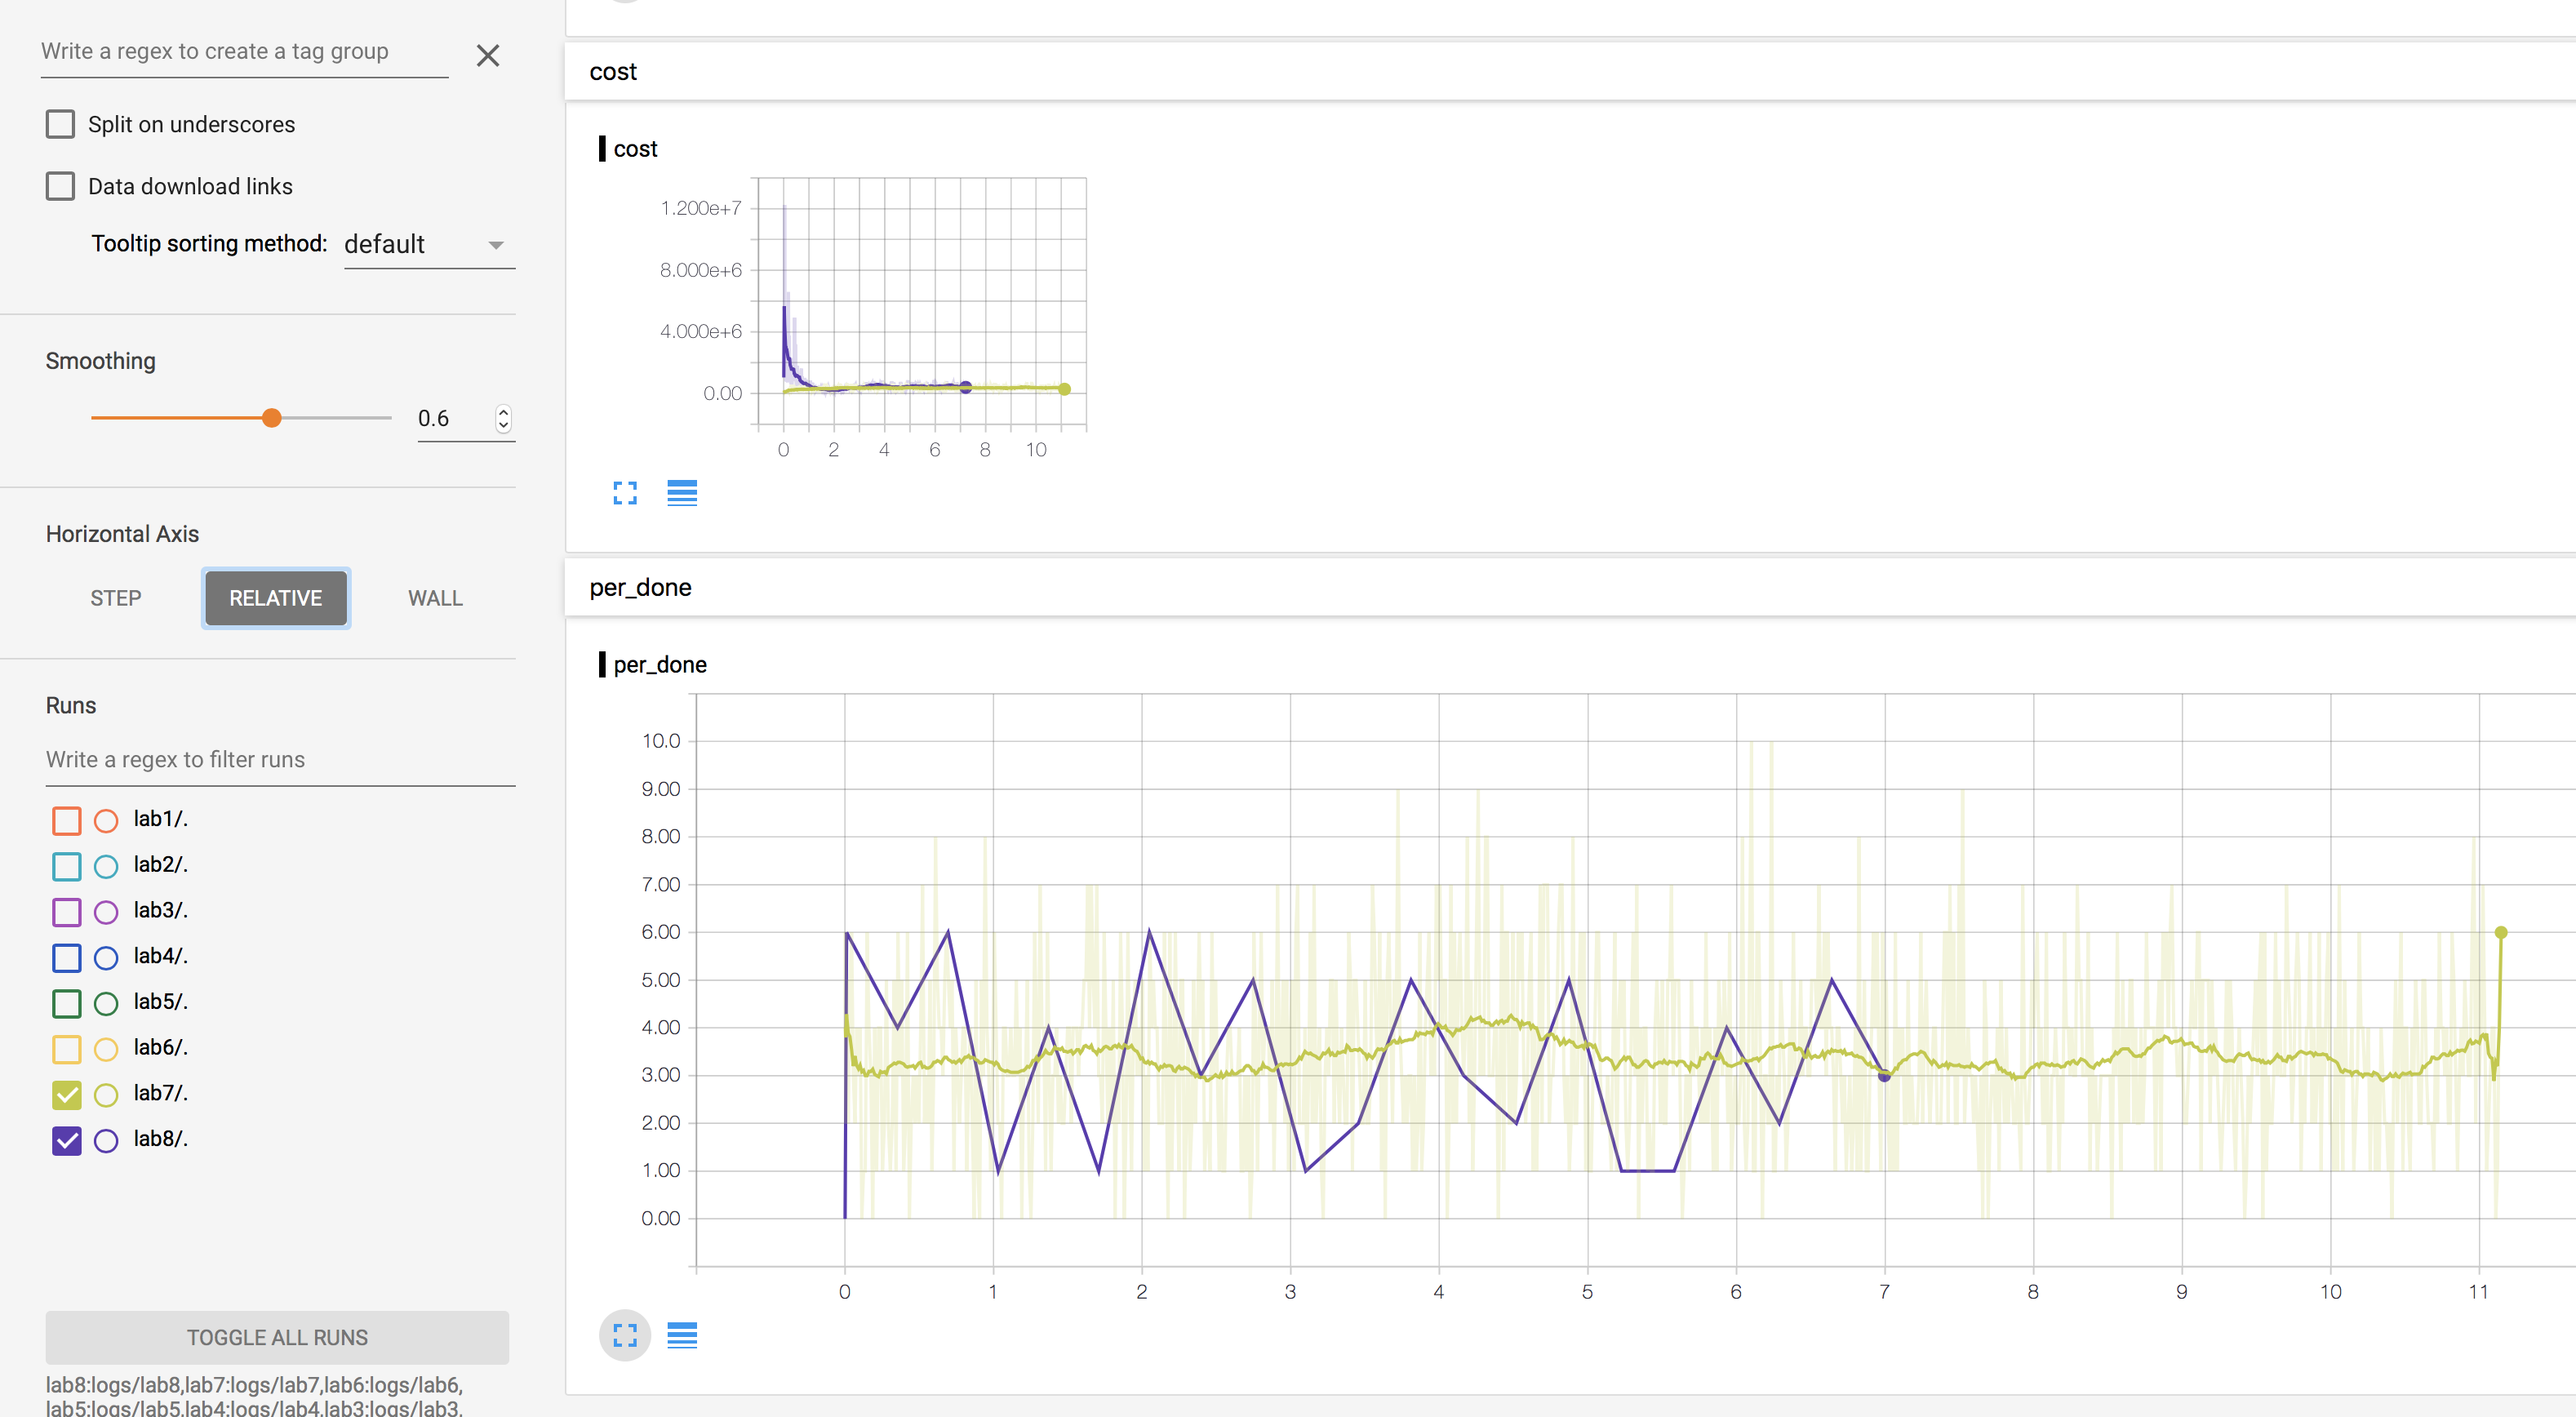 Write a regex to create a tag group
Split on underscores
Data download links
Tooltip sorting method: default
Smoothing
0.6
Horizontal Axis
STEP RELATIVE WALL
Runs
Write a regex to filter runs
lab1/.
lab2/.
lab3/.
lab4/.
lab5/.
lab6/.
lab7/.
lab8/.
TOGGLE ALL RUNS
lab8:logs/lab8,lab7:logs/lab7,lab6:logs/lab6,
lab5:logs/lab5,lab4:logs/lab4,lab3:logs/lab3,
cost
cost
1.200e+7
8.000e+6
4.000e+6
0.00
0 2 4 6 8 10
per_done
per_done
10.0
9.00
8.00
7.00
6.00
5.00
4.00
3.00
2.00
1.00
0.00
0 1 2 3 4 5 6 7 8 9 10 11